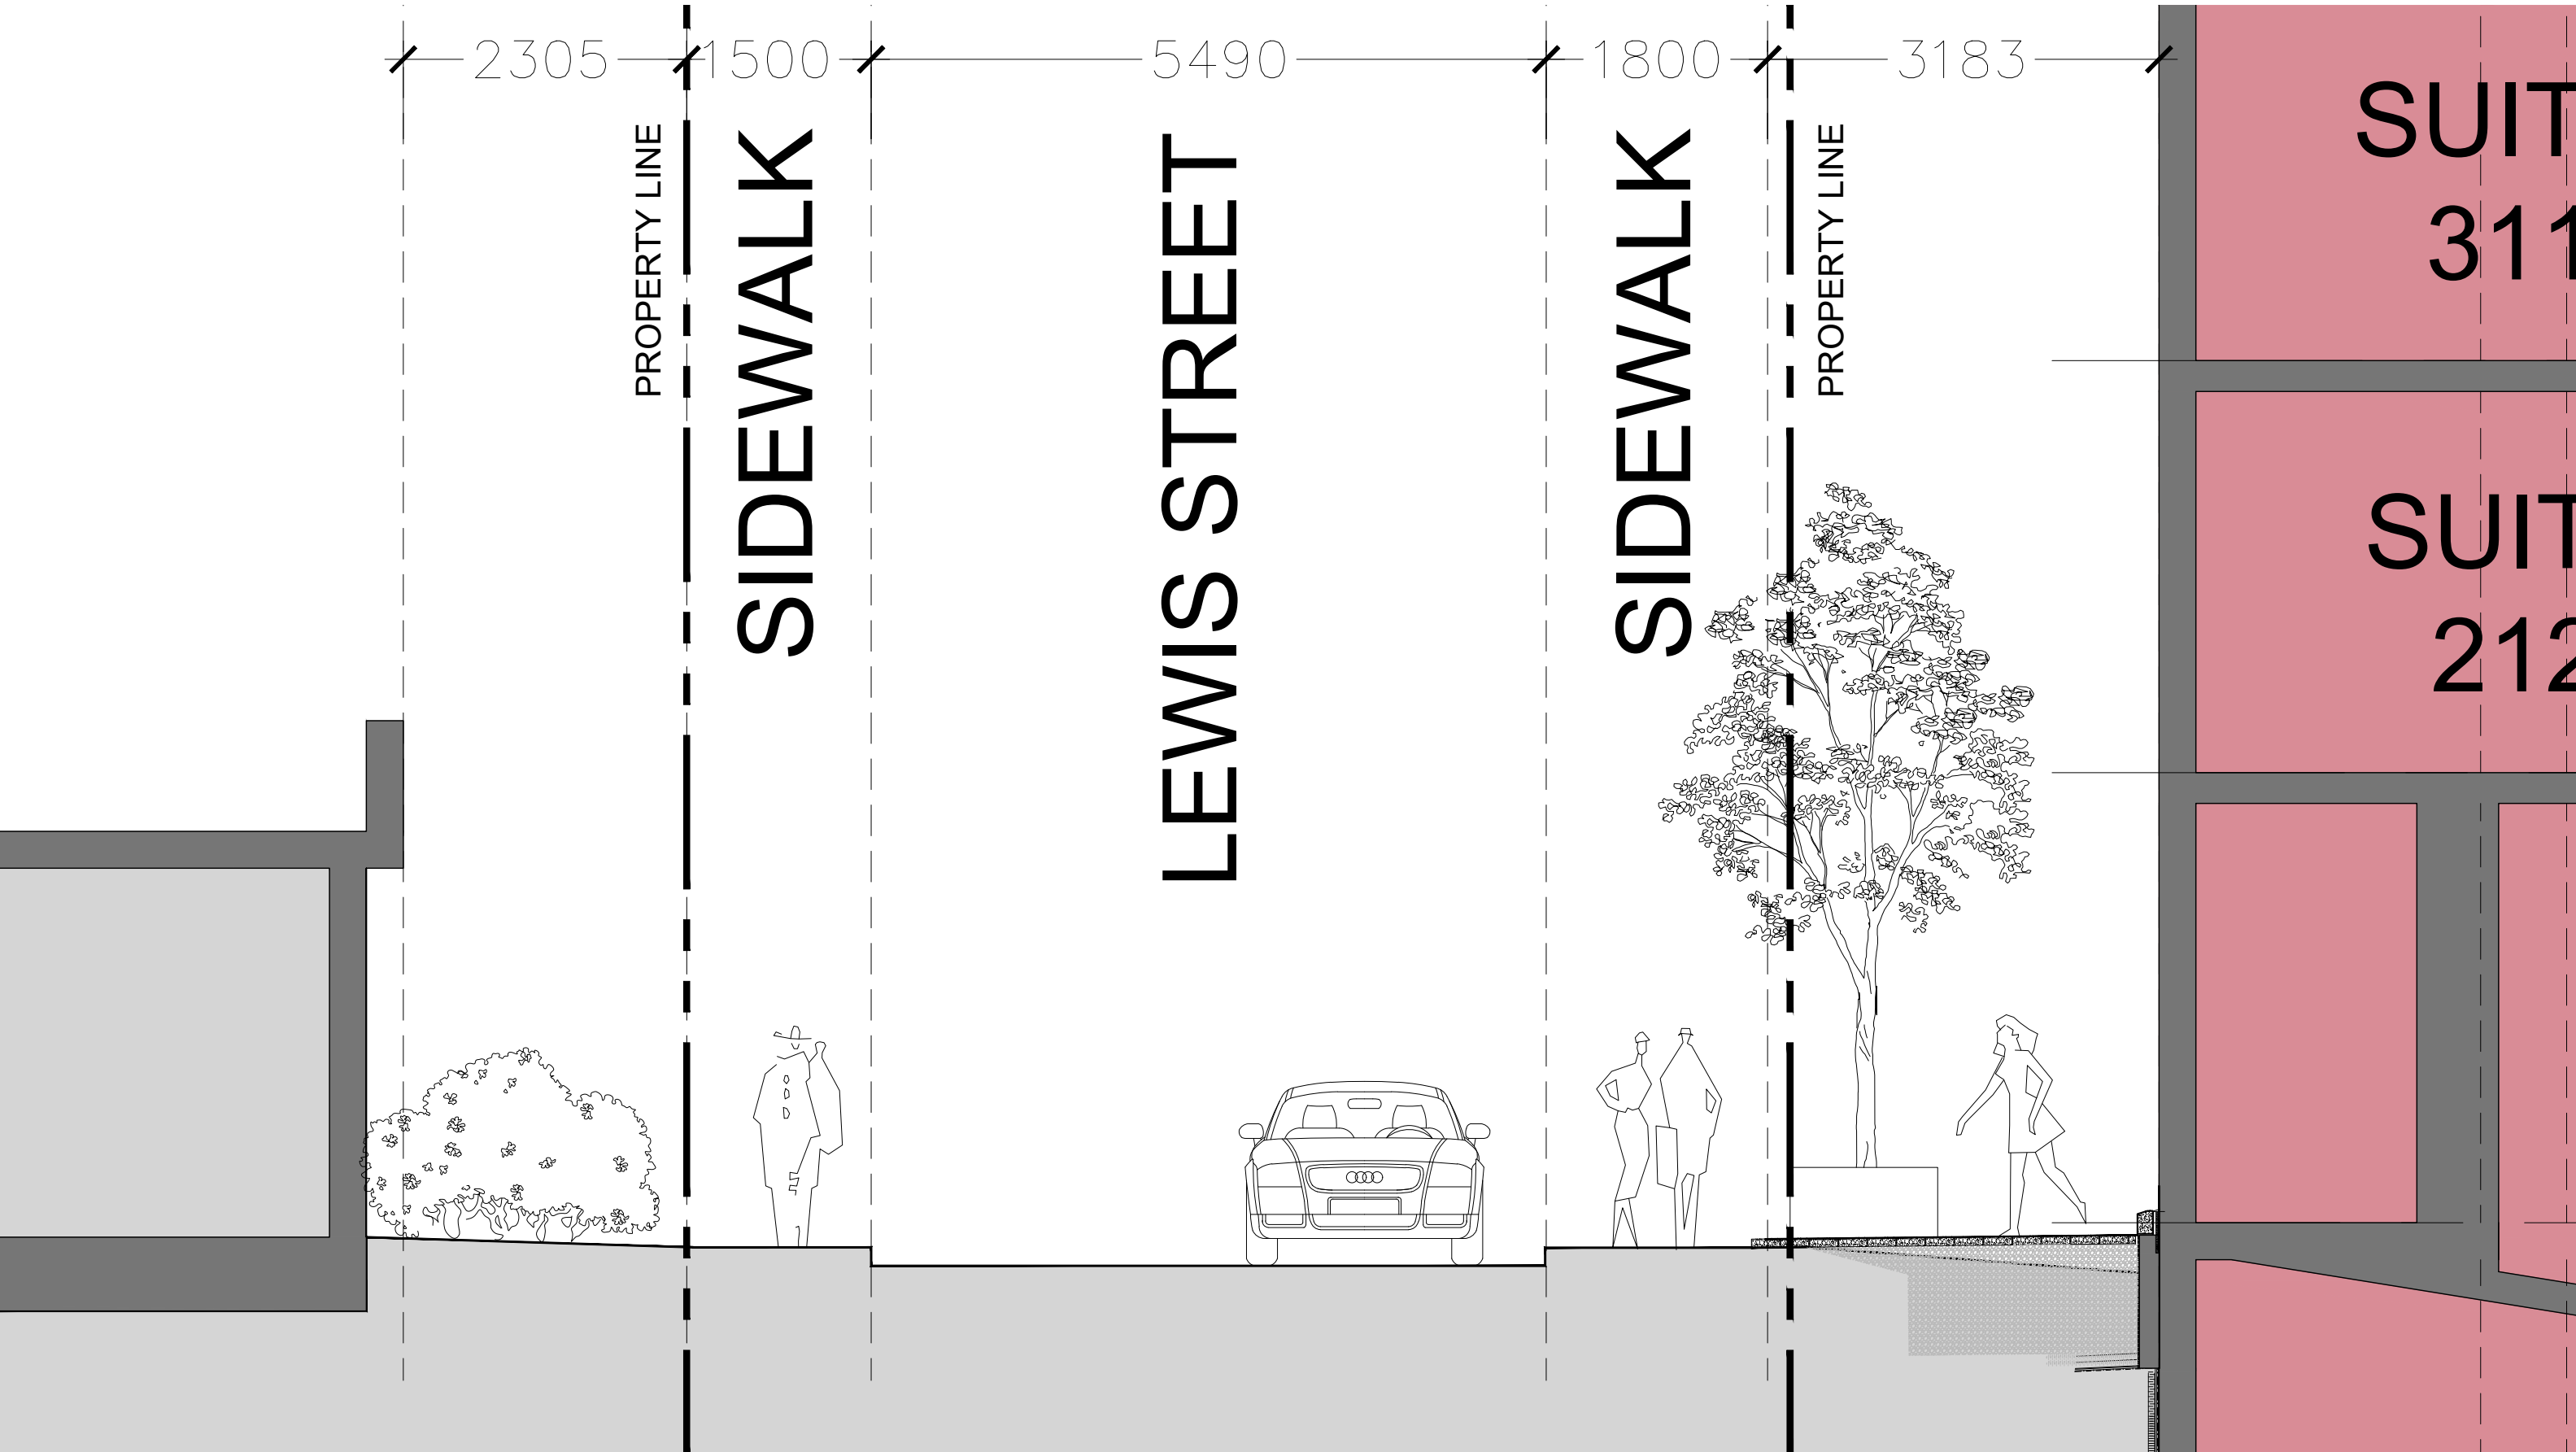 2305 1500 5490 1800 3183
PROPERTY LINE
SIDEWALK
LEWIS STREET
SIDEWALK
PROPERTY LINE
SUIT
311
SUIT
212